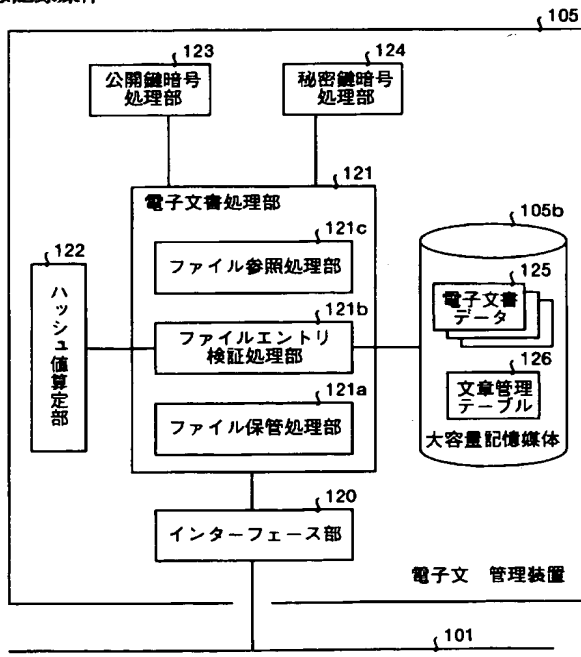 105
123
公開鍵暗号
処理部
124
秘密鍵暗号
処理部
121
電子文書処理部
121c
ファイル参照処理部
121b
ファイルエントリ
検証処理部
121a
ファイル保管処理部
122
ハッシュ値算定部
105b
125
電子文書
データ
126
文章管理
テーブル
大容量記憶媒体
120
インターフェース部
電子文 管理装置
101